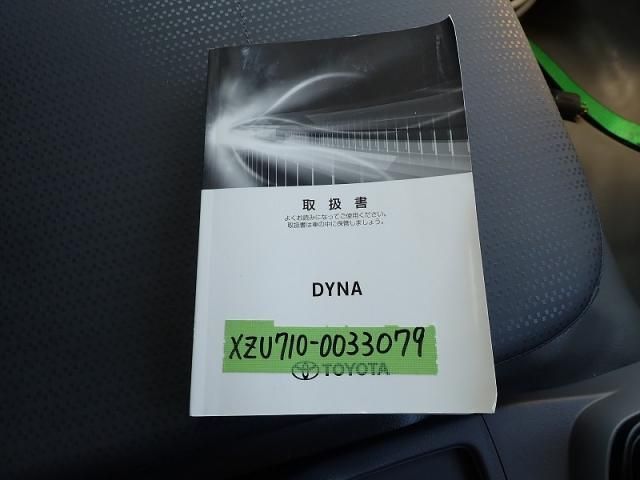 取扱書
よくお読みになってご使用ください。
取扱書は車の中に保管しましょう。
DYNA
XZU710-0033079
TOYOTA